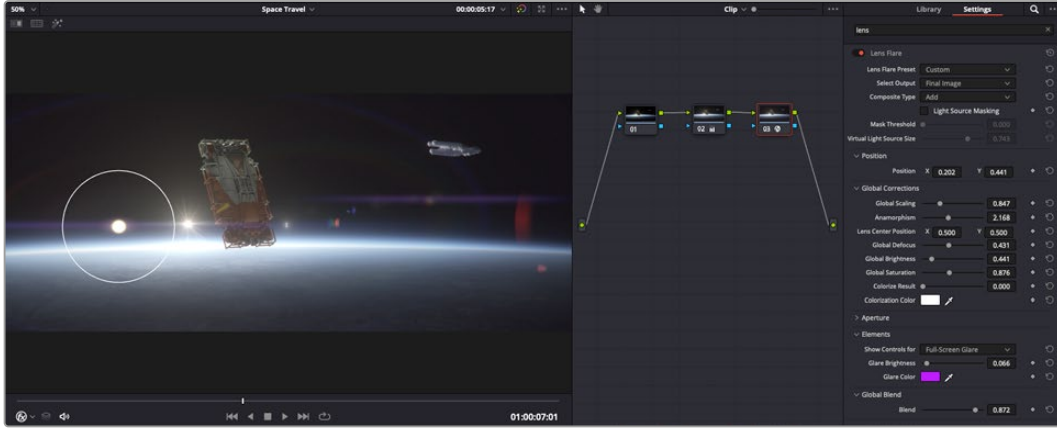 50%
Space Travel
00:00:05:17
Clip
Library
Settings
lens
Lens Flare
Lens Flare Preset Custom
Select Output Final Image
Composite Type Add
Light Source Masking
Mask Threshold 0.000
Virtual Light Source Size 0.743
Position
Position X 0.202 Y 0.441
Global Corrections
Global Scaling 0.847
Anamorphism 2.168
Lens Center Position X 0.500 Y 0.500
Global Defocus 0.431
Global Brightness 0.441
Global Saturation 0.876
Colorize Result 0.000
Colorization Color
Aperture
Elements
Show Controls for Full-Screen Glare
Glare Brightness 0.066
Glare Color
Global Blend
Blend 0.872
01
02
03
01:00:07:01